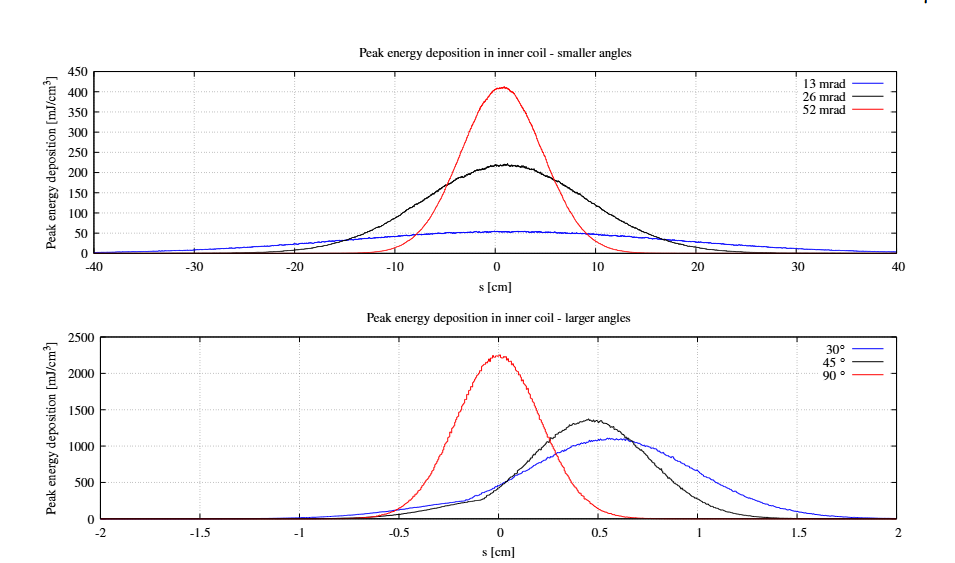 Peak energy deposition in inner coil - smaller angles
Peak energy deposition [mJ/cm³]
450
400
350
300
250
200
150
100
50
0
13 mrad
26 mrad
52 mrad
-40 -30 -20 -10 0 10 20 30 40
s [cm]
Peak energy deposition in inner coil - larger angles
Peak energy deposition [mJ/cm³]
2500
2000
1500
1000
500
0
30°
45 °
90 °
-2 -1.5 -1 -0.5 0 0.5 1 1.5 2
s [cm]